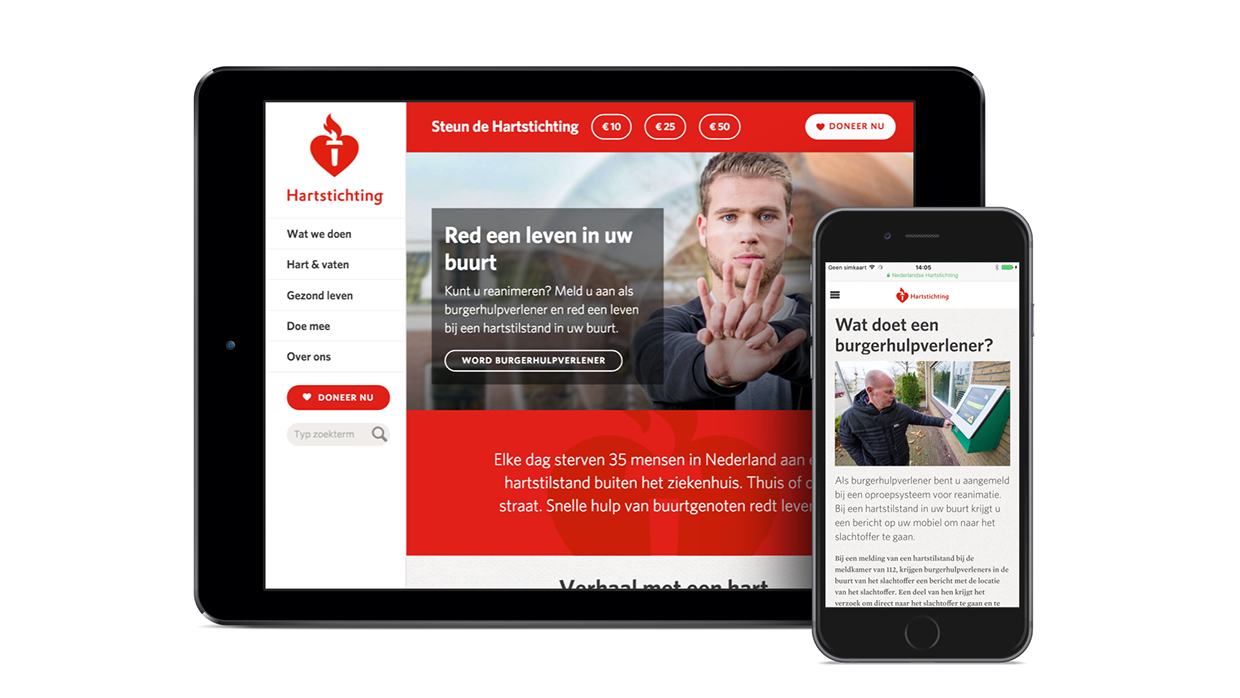 Hartstichting
Wat we doen
Hart & vaten
Gezond leven
Doe mee
Over ons
DONEER NU
Typ zoekterm
Steun de Hartstichting
€ 10
€ 25
€ 50
DONEER NU
Red een leven in uw
buurt
Kunt u reanimeren? Meld u aan als
burgerhulpverlener en red een leven
bij een hartstilstand in uw buurt.
WORD BURGERHULPVERLENER
Elke dag sterven 35 mensen in Nederland aan
hartstilstand buiten het ziekenhuis. Thuis of
straat. Snelle hulp van buurtgenoten redt
Verhaal met een hart
Geen simkaart
14:05
Nederlandse Hartstichting
Hartstichting
Wat doet een
burgerhulpverlener?
Als burgerhulpverlener bent u aangemeld
bij een oproepsysteem voor reanimatie.
Bij een hartstilstand in uw buurt krijgt u
een bericht op uw mobiel om naar het
slachtoffer te gaan.
Bij een melding van een hartstilstand bij de
meldkamer van 112, krijgen burgerhulpverleners in de
buurt van het slachtoffer een bericht met de locatie
van het slachtoffer. Een deel van hen krijgt het
verzoek om direct naar het slachtoffer te gaan en te